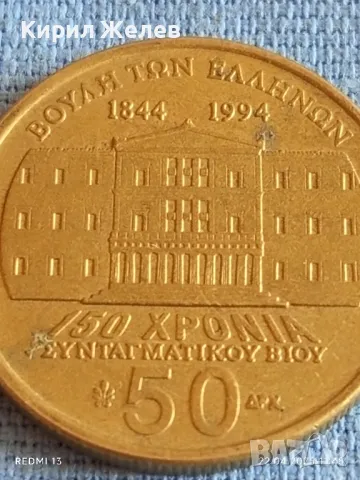 Кирил Желев
ΒΟΥΛΗ ΤΩΝ ΕΛΛΗΝΩΝ
1844 1994
150 ΧΡΟΝΙΑ
ΣΥΝΤΑΓΜΑΤΙΚΟΥ ΒΙΟΥ
50 ΔΡΧ
REDMI 13